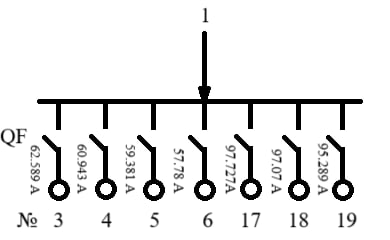 1
QF
62.589 A
60.943 A
59.381 A
57.78 A
97.727A
97.07 A
95.289 A
№ 3 4 5 6 17 18 19